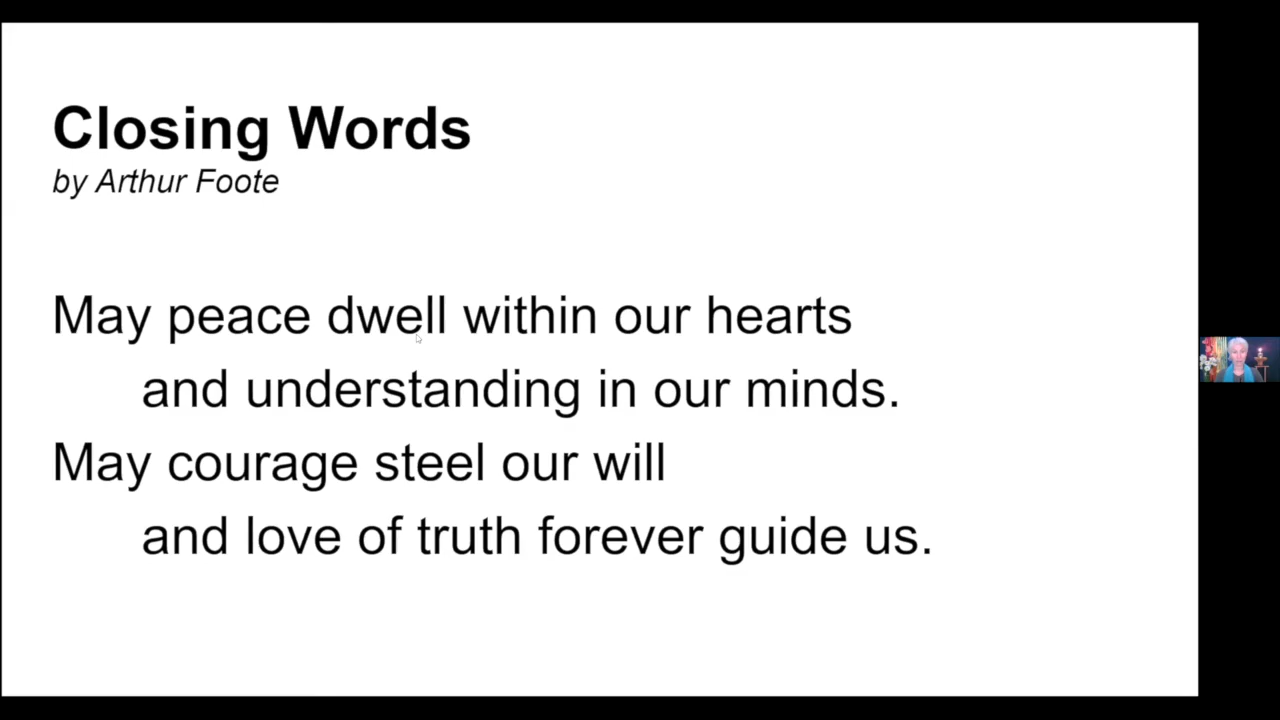 Closing Words
by Arthur Foote
May peace dwell within our hearts
and understanding in our minds.
May courage steel our will
and love of truth forever guide us.